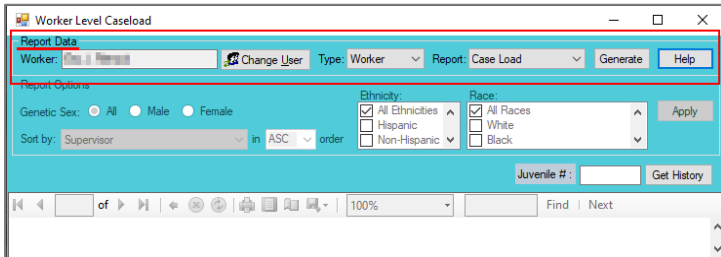 Worker Level Caseload
Report Data
Worker: Change User Type: Worker Report: Case Load Generate Help
Report Options
Ethnicity: Race:
Genetic Sex: All Male Female All Ethnicities All Races Apply
Hispanic White
Sort by: Supervisor in ASC order Non-Hispanic Black
Juvenile # : Get History
of 100% Find | Next